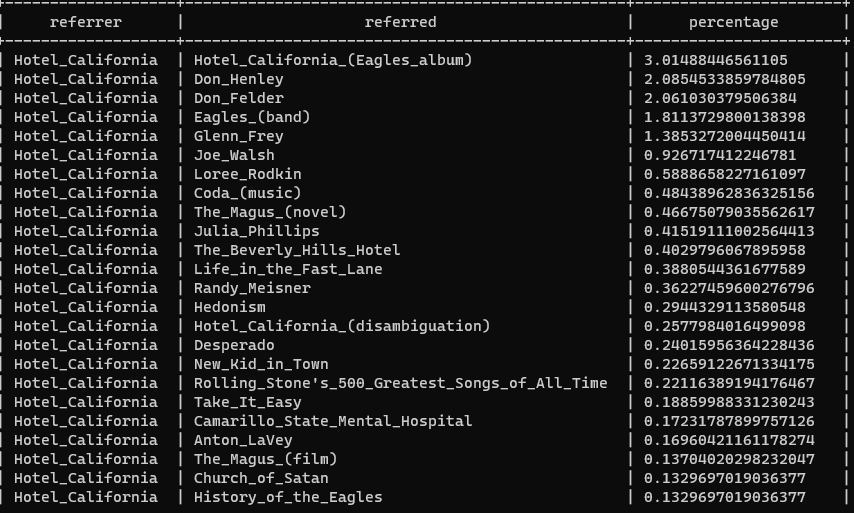 referrer | referred | percentage
Hotel_California | Hotel_California_(Eagles_album) | 3.01488446561105
Hotel_California | Don_Henley | 2.0854533859784805
Hotel_California | Don_Felder | 2.061030379506384
Hotel_California | Eagles_(band) | 1.8113729800138398
Hotel_California | Glenn_Frey | 1.3853272004450414
Hotel_California | Joe_Walsh | 0.926717412246781
Hotel_California | Loree_Rodkin | 0.5888658227161097
Hotel_California | Coda_(music) | 0.48438962836325156
Hotel_California | The_Magus_(novel) | 0.46675079035562617
Hotel_California | Julia_Phillips | 0.41519111002564413
Hotel_California | The_Beverly_Hills_Hotel | 0.4029796067895958
Hotel_California | Life_in_the_Fast_Lane | 0.3880544361677589
Hotel_California | Randy_Meisner | 0.36227459600276796
Hotel_California | Hedonism | 0.2944329113580548
Hotel_California | Hotel_California_(disambiguation) | 0.2577984016499098
Hotel_California | Desperado | 0.24015956364228436
Hotel_California | New_Kid_in_Town | 0.22659122671334175
Hotel_California | Rolling_Stone's_500_Greatest_Songs_of_All_Time | 0.22116389194176467
Hotel_California | Take_It_Easy | 0.18859988331230243
Hotel_California | Camarillo_State_Mental_Hospital | 0.17231787899757126
Hotel_California | Anton_LaVey | 0.16960421161178274
Hotel_California | The_Magus_(film) | 0.13704020298232047
Hotel_California | Church_of_Satan | 0.1329697019036377
Hotel_California | History_of_the_Eagles | 0.1329697019036377